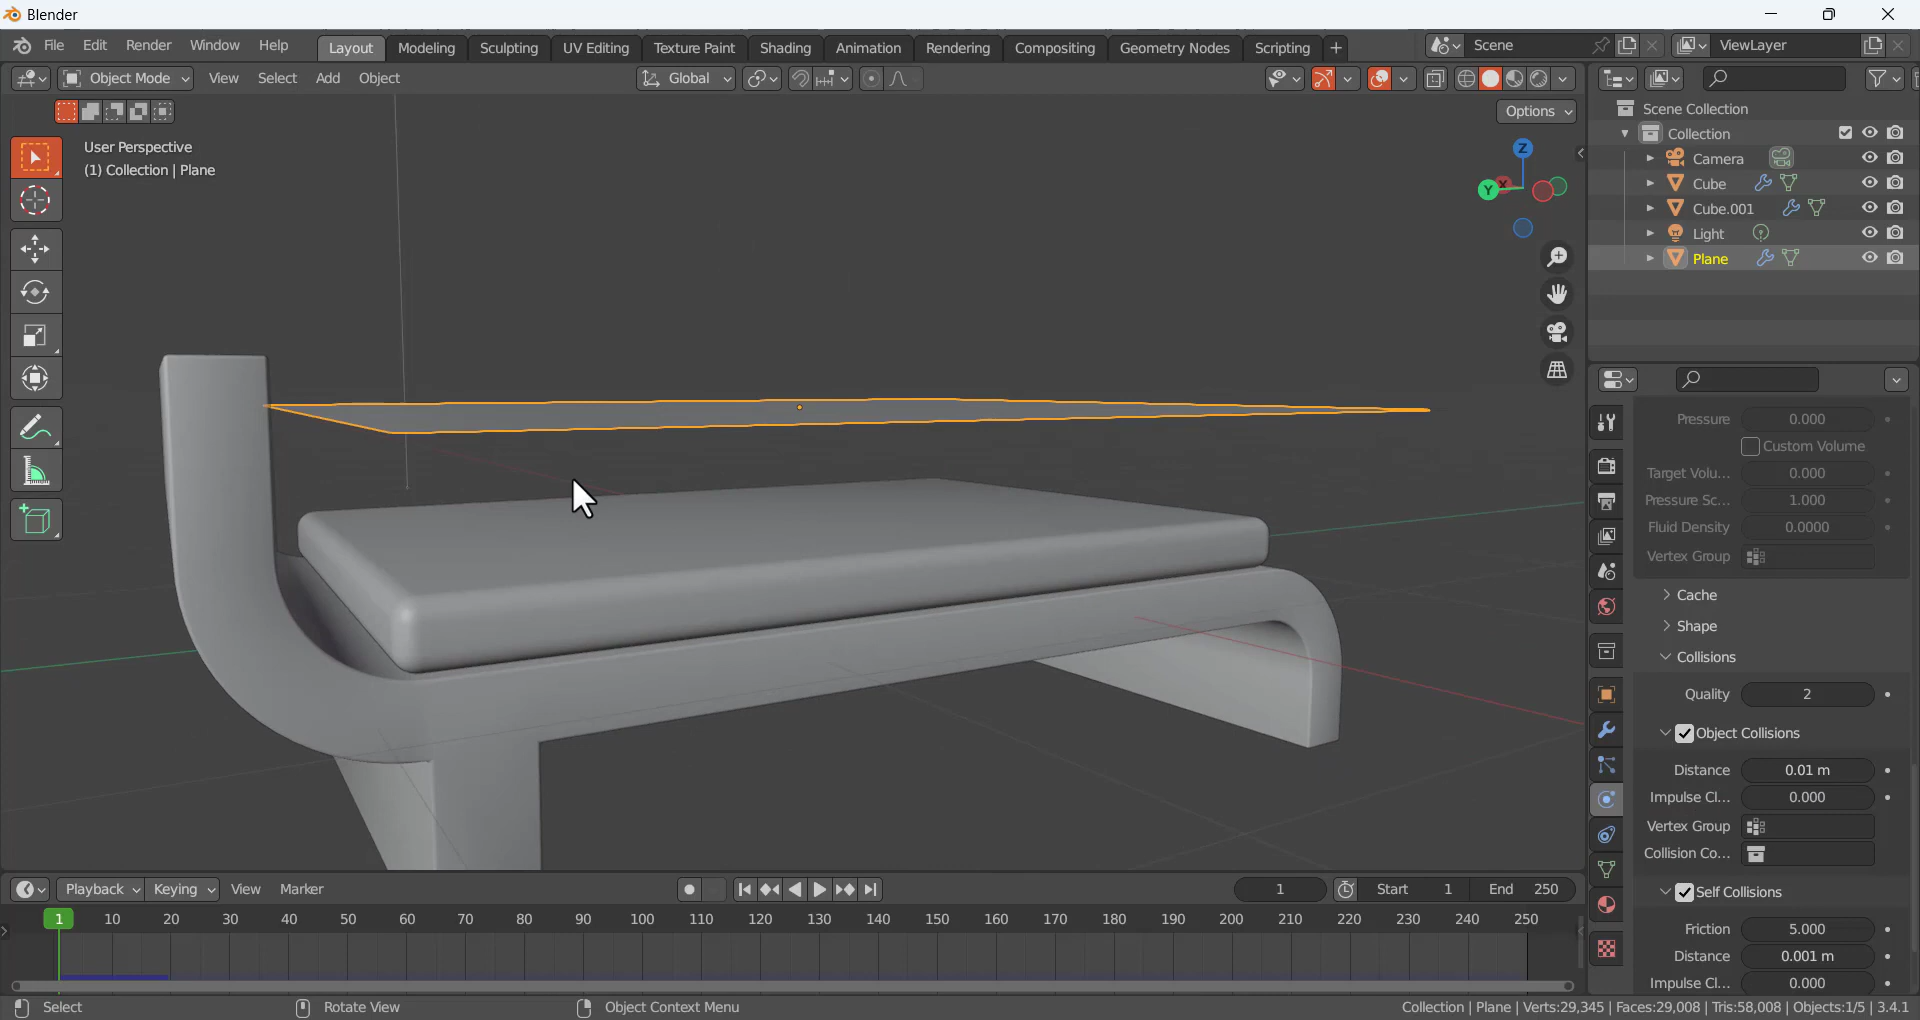 Blender
File Edit Render Window Help Layout Modeling Sculpting UV Editing Texture Paint Shading Animation Rendering Compositing Geometry Nodes Scripting + Scene ViewLayer
Object Mode View Select Add Object Global
Options
User Perspective
(1) Collection | Plane
Z
Y X
Scene Collection
Collection
Camera
Cube
Cube.001
Light
Plane
Pressure 0.000
Custom Volume
Target Volu... 0.000
Pressure Sc... 1.000
Fluid Density 0.0000
Vertex Group
Cache
Shape
Collisions
Quality 2
Object Collisions
Distance 0.01 m
Impulse Cl... 0.000
Vertex Group
Collision Co...
Self Collisions
Friction 5.000
Distance 0.001 m
Impulse Cl... 0.000
Playback Keying View Marker 1 Start 1 End 250
1 10 20 30 40 50 60 70 80 90 100 110 120 130 140 150 160 170 180 190 200 210 220 230 240 250
Select Rotate View Object Context Menu Collection | Plane | Verts:29,345 | Faces:29,008 | Tris:58,008 | Objects:1/5 | 3.4.1